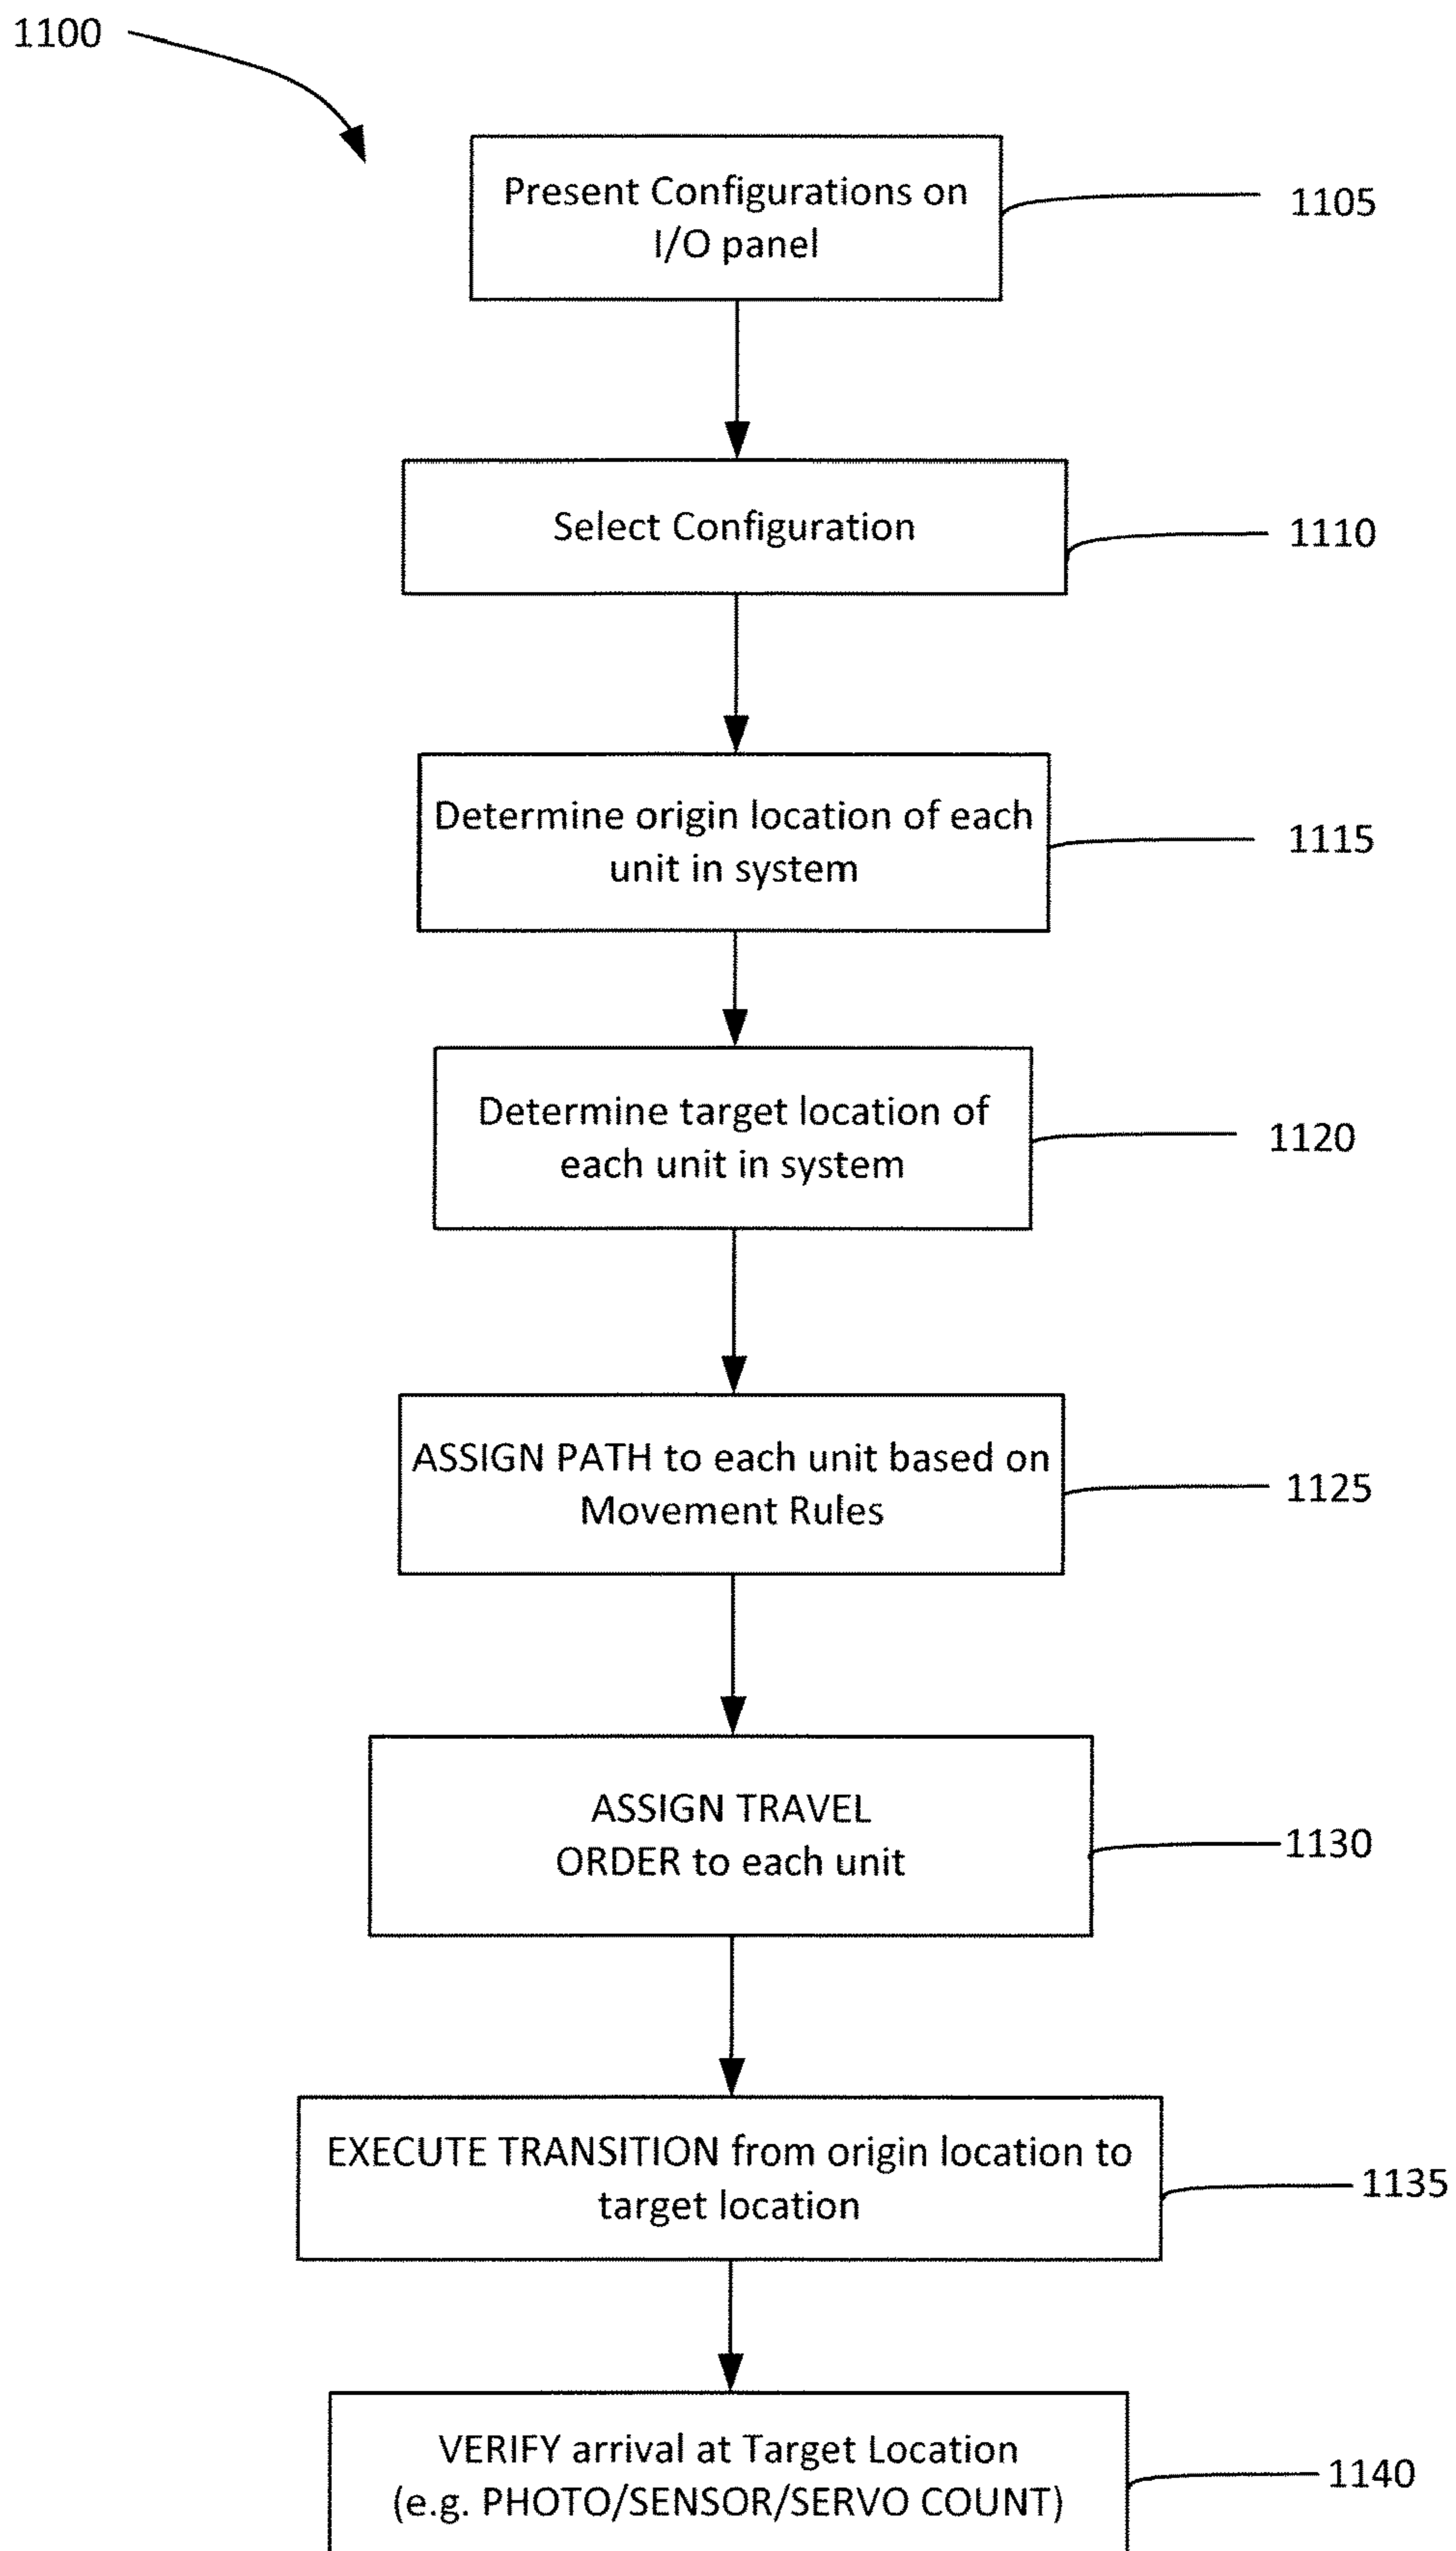 1100
Present Configurations on
I/O panel
1105
Select Configuration
1110
Determine origin location of each
unit in system
1115
Determine target location of
each unit in system
1120
ASSIGN PATH to each unit based on
Movement Rules
1125
ASSIGN TRAVEL
ORDER to each unit
1130
EXECUTE TRANSITION from origin location to
target location
1135
VERIFY arrival at Target Location
(e.g. PHOTO/SENSOR/SERVO COUNT)
1140